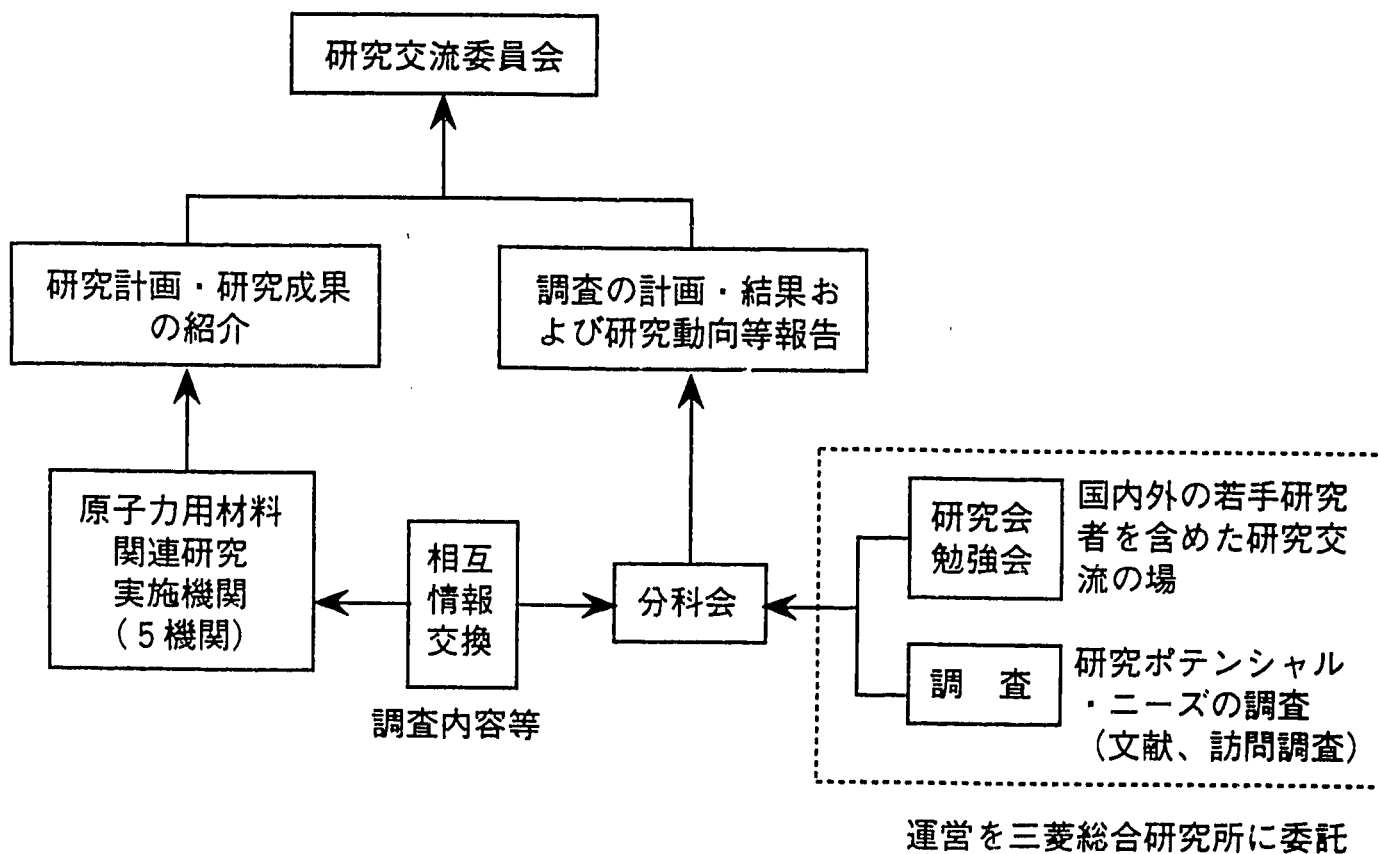 研究交流委員会
研究計画・研究成果
の紹介
調査の計画・結果お
よび研究動向等報告
原子力用材料
関連研究
実施機関
(5機関)
相互
情報
交換
調査内容等
分科会
研究会
勉強会
国内外の若手研究
者を含めた研究交
流の場
調　査
研究ポテンシャル
・ニーズの調査
(文献、訪問調査)
運営を三菱総合研究所に委託